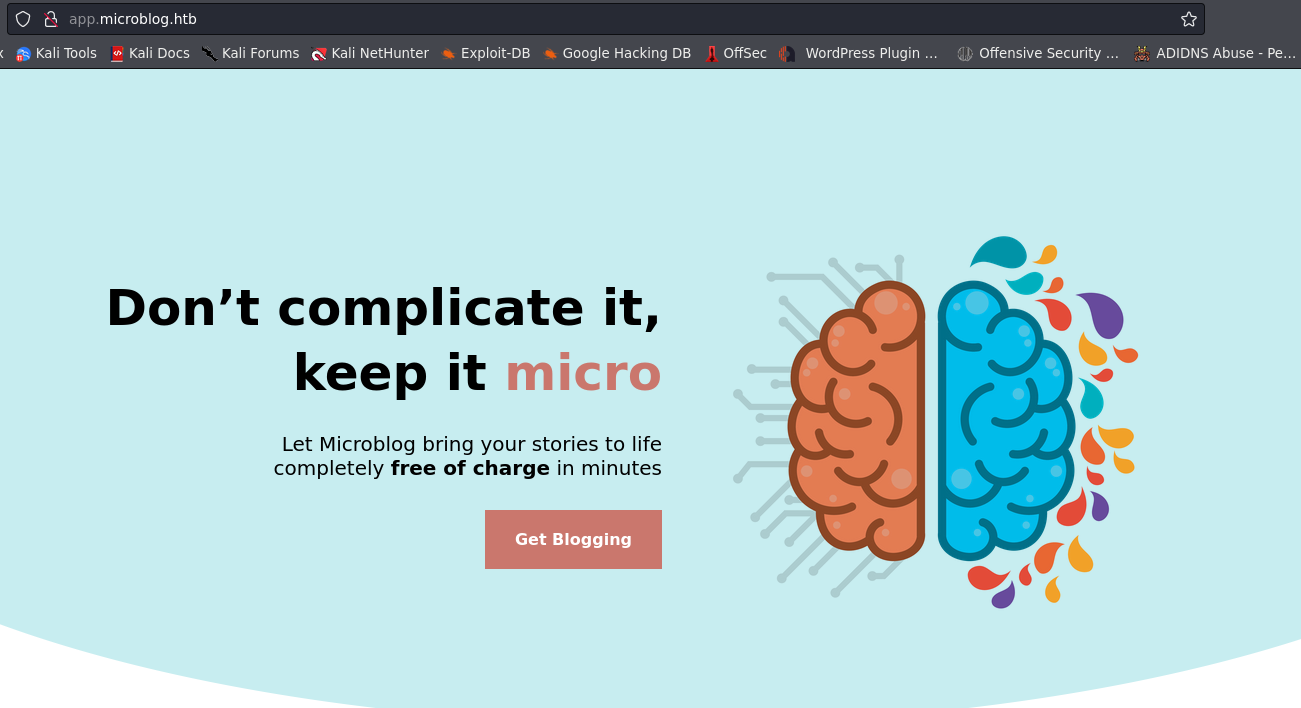 app.microblog.htb
x Kali Tools Kali Docs Kali Forums Kali NetHunter Exploit-DB Google Hacking DB OffSec WordPress Plugin ... Offensive Security ... ADIDNS Abuse - Pe...
Don’t complicate it,
keep it micro
Let Microblog bring your stories to life
completely free of charge in minutes
Get Blogging